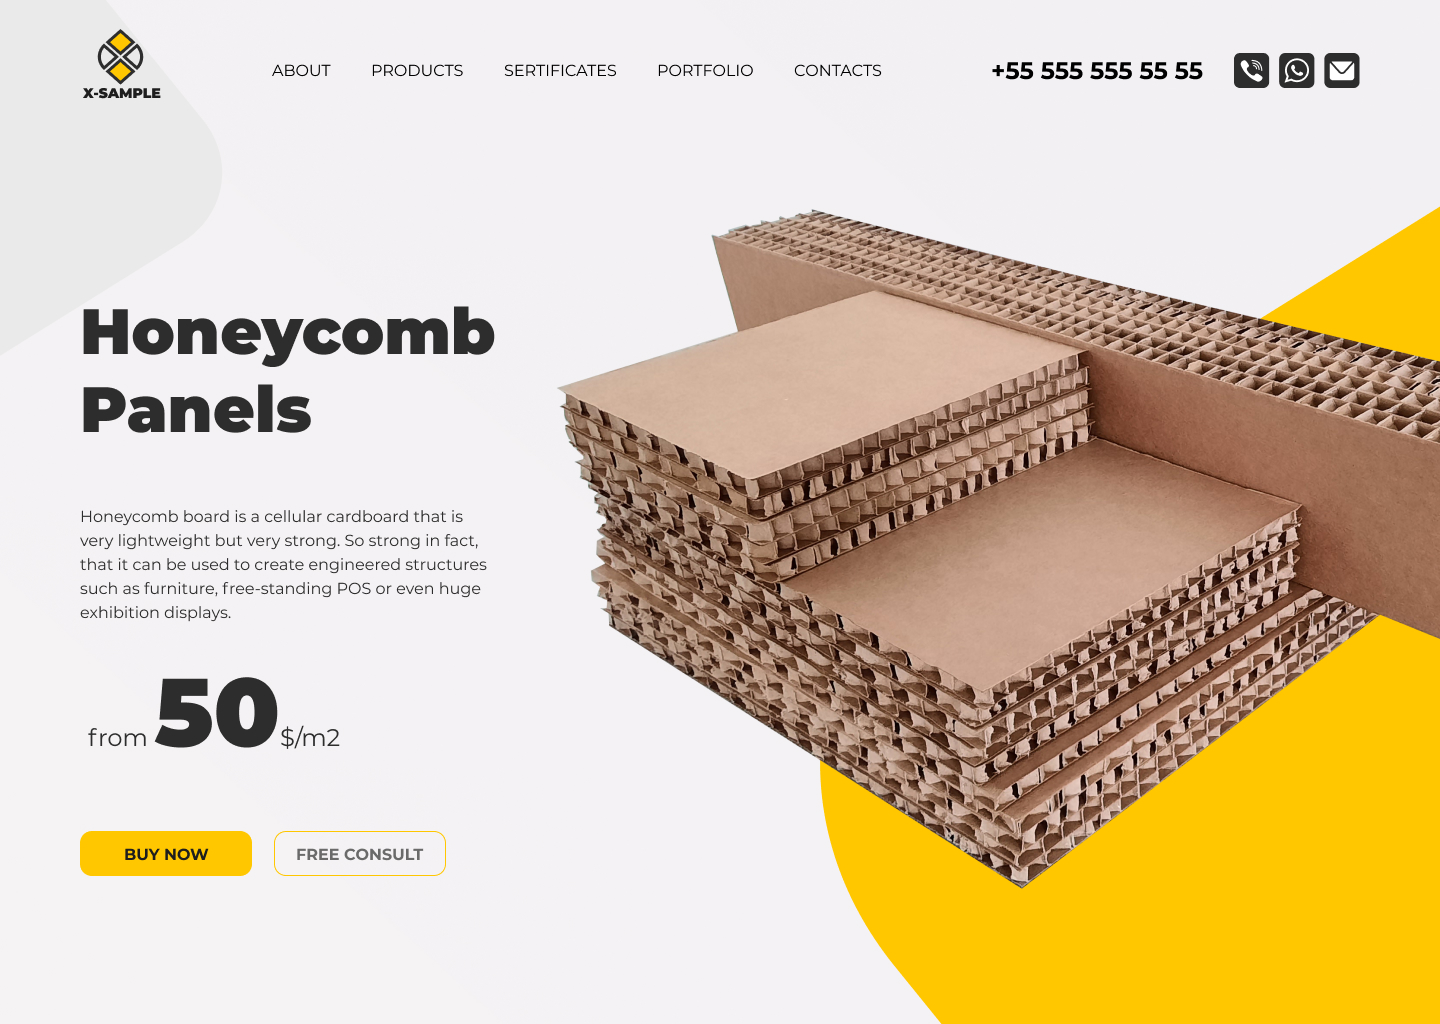 X-SAMPLE
ABOUT PRODUCTS SERTIFICATES PORTFOLIO CONTACTS
+55 555 555 55 55
Honeycomb
Panels
Honeycomb board is a cellular cardboard that is
very lightweight but very strong. So strong in fact,
that it can be used to create engineered structures
such as furniture, free-standing POS or even huge
exhibition displays.
from 50 $/m2
BUY NOW FREE CONSULT